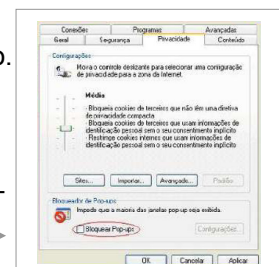 Conexões Programas Avançadas
Geral Segurança Privacidade Conteúdo
Configurações
Mova o controle deslizante para selecionar uma configuração
de privacidade para a zona da Internet.
Média
- Bloqueia cookies de terceiros que não têm uma diretiva
de privacidade compacta
- Bloqueia cookies de terceiros que usam informações de
identificação pessoal sem o seu consentimento implícito
- Restringe cookies internos que usam informações de
identificação pessoal sem o seu consentimento implícito
Sites... Importar... Avançado... Padrão
Bloqueador de Pop-ups
Impede que a maioria das janelas pop-up seja
exibida.
Bloquear Pop-ups Configurações...
OK Cancelar Aplicar